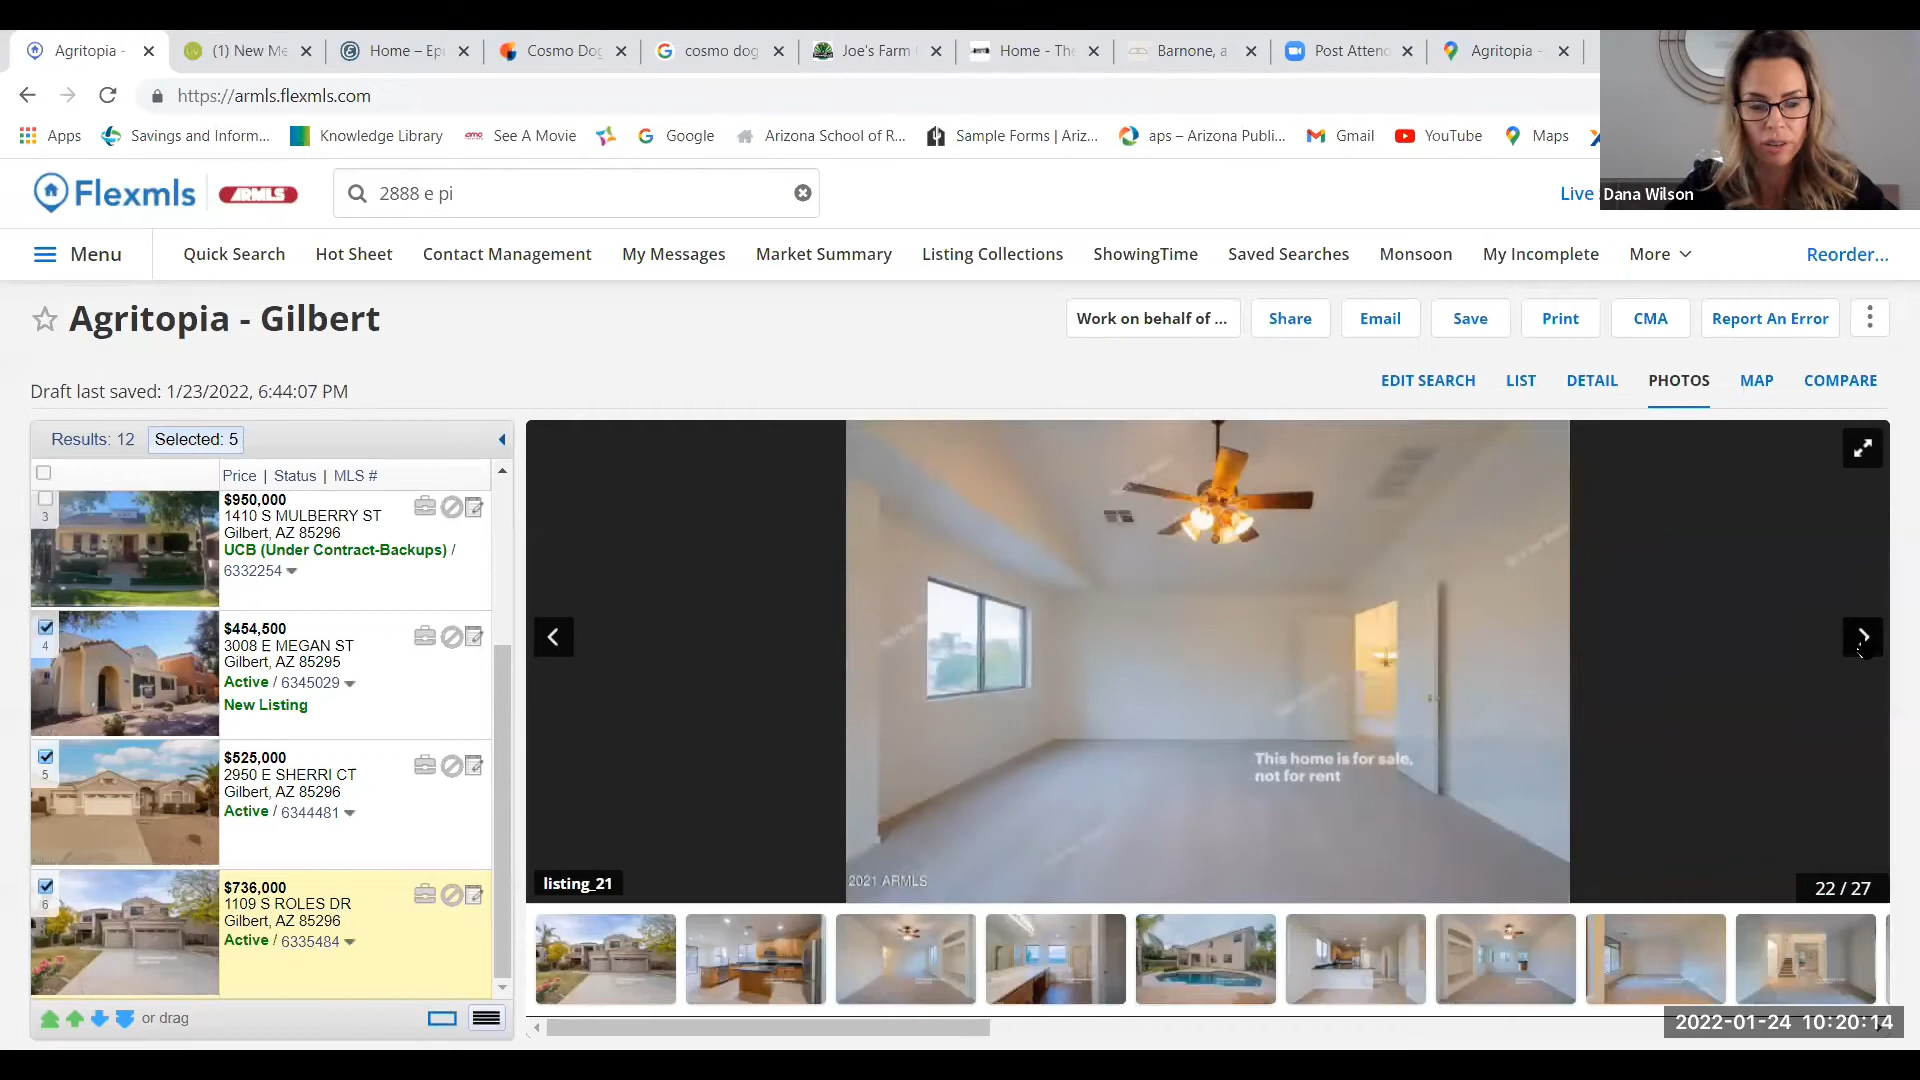 Agritopia -
(1) New Me
Home – Ep
Cosmo Dog
cosmo dog
Joe's Farm
Home - The
Barnone, a
Post Atten
Agritopia -
https://armls.flexmls.com
Apps
Savings and Inform...
Knowledge Library
See A Movie
Google
Arizona School of R...
Sample Forms | Ariz...
aps – Arizona Publi...
Gmail
YouTube
Maps
Dana Wilson
Flexmls
ARMLS
2888 e pi
Live
Menu
Quick Search
Hot Sheet
Contact Management
My Messages
Market Summary
Listing Collections
ShowingTime
Saved Searches
Monsoon
My Incomplete
More
Reorder...
Agritopia - Gilbert
Work on behalf of ...
Share
Email
Save
Print
CMA
Report An Error
Draft last saved: 1/23/2022, 6:44:07 PM
EDIT SEARCH
LIST
DETAIL
PHOTOS
MAP
COMPARE
Results: 12
Selected: 5
Price | Status | MLS #
3
$950,000
1410 S MULBERRY ST
Gilbert, AZ 85296
UCB (Under Contract-Backups) /
6332254
4
$454,500
3008 E MEGAN ST
Gilbert, AZ 85295
Active / 6345029
New Listing
5
$525,000
2950 E SHERRI CT
Gilbert, AZ 85296
Active / 6344481
6
$736,000
1109 S ROLES DR
Gilbert, AZ 85296
Active / 6335484
or drag
This home is for sale,
not for rent
2021 ARMLS
listing_21
22 / 27
2022-01-24 10:20:14